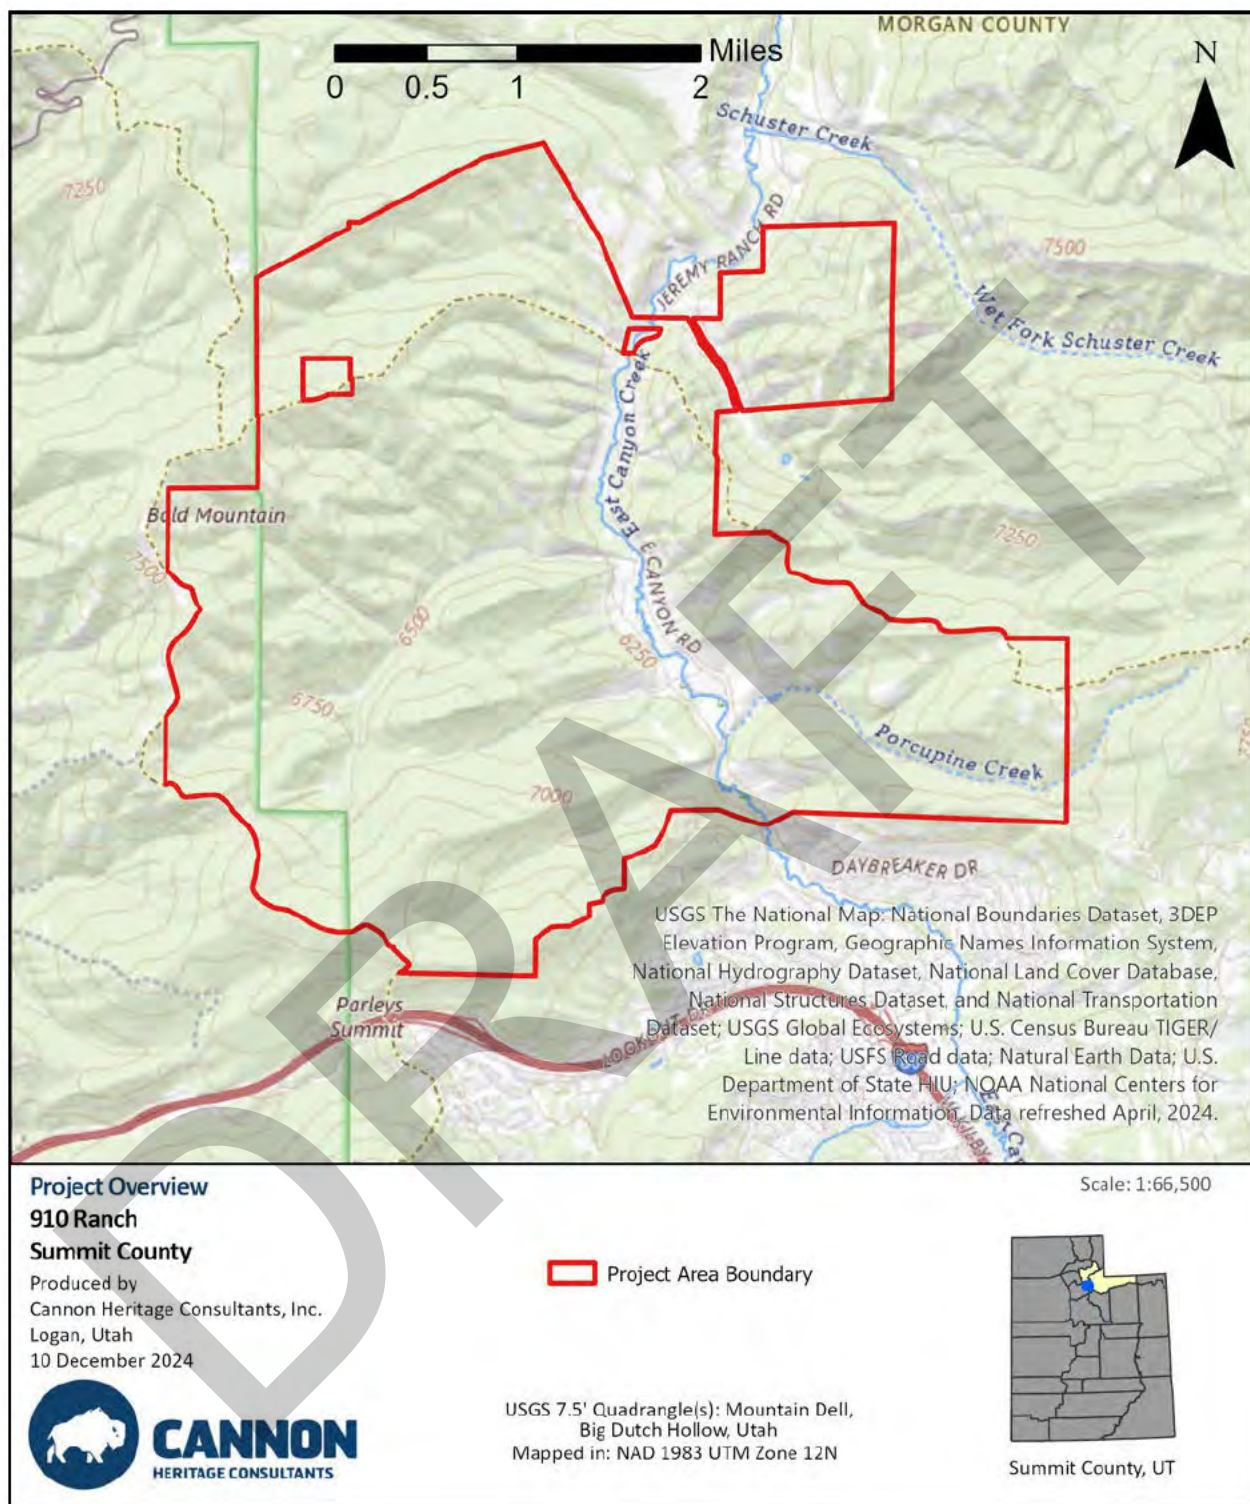 MORGAN COUNTY
Miles
0 0.5 1 2
N
Schuster Creek
7250
JEREMY RANCH RD
7500
Wet Fork Schuster Creek
East Canyon Creek
Bald Mountain
7500
7250
E CANYON RD
6500
6250
6750
Porcupine Creek
7000
DAYBREAKER DR
USGS The National Map: National Boundaries Dataset, 3DEP
Elevation Program, Geographic Names Information System,
National Hydrography Dataset, National Land Cover Database,
National Structures Dataset, and National Transportation
Dataset; USGS Global Ecosystems; U.S. Census Bureau TIGER/
Line data; USFS Road data; Natural Earth Data; U.S.
Department of State HIU; NOAA National Centers for
Environmental Information. Data refreshed April, 2024.
Parleys
Summit
DRAFT
Project Overview
910 Ranch
Summit County
Produced by
Cannon Heritage Consultants, Inc.
Logan, Utah
10 December 2024
CANNON
HERITAGE CONSULTANTS
Project Area Boundary
USGS 7.5' Quadrangle(s): Mountain Dell,
Big Dutch Hollow, Utah
Mapped in: NAD 1983 UTM Zone 12N
Scale: 1:66,500
Summit County, UT